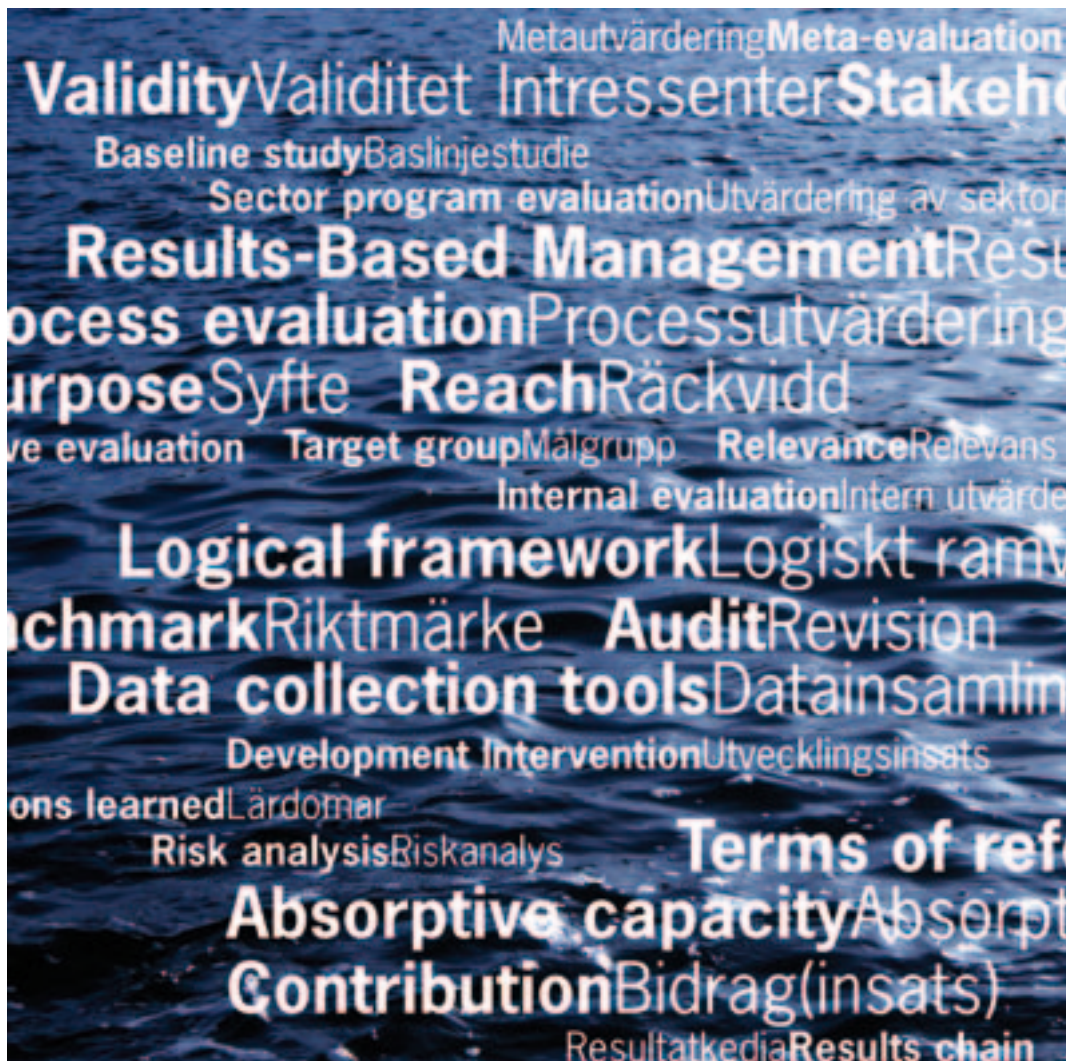 MetautvärderingMeta-evaluation
ValidityValiditet IntressenterStakeho
Baseline studyBaslinjestudie
Sector program evaluationUtvärdering av sektor
Results-Based ManagementResu
ocess evaluationProcessutvärdering
urposeSyfte ReachRäckvidd
ve evaluation Target groupMålgrupp RelevanceRelevans
Internal evaluationIntern utvärde
Logical frameworkLogiskt ramv
nchmarkRiktmärke AuditRevision
Data collection toolsDatainsamlin
Development InterventionUtvecklingsinsats
ons learnedLärdomar
Risk analysisRiskanalys Terms of refe
Absorptive capacityAbsorpt
ContributionBidrag(insats)
ResultatkedjaResults chain